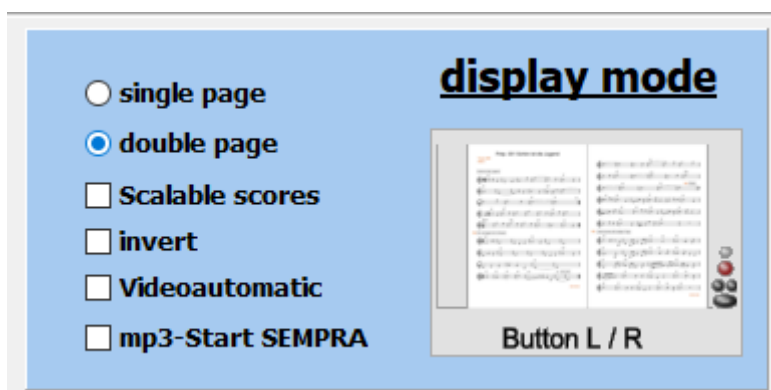 display mode
single page
double page
Scalable scores
invert
Videoautomatic
mp3-Start SEMPRA
Button L / R